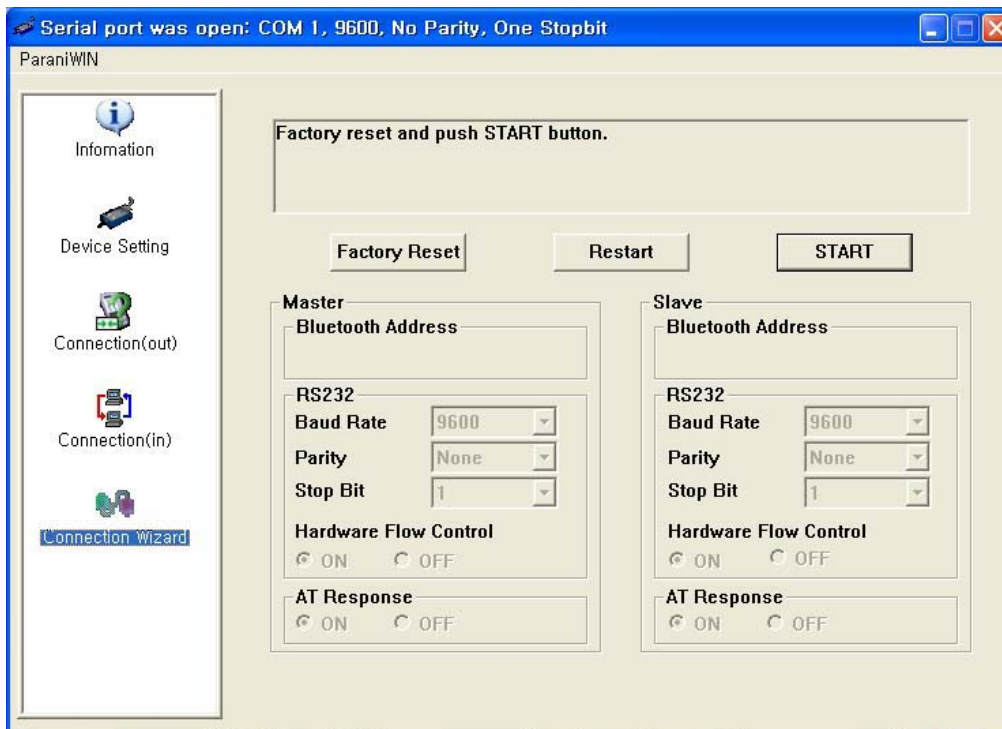 Serial port was open: COM 1, 9600, No Parity, One Stopbit
ParaniWIN
Infomation
Device Setting
Connection(out)
Connection(in)
Connection Wizard
Factory reset and push START button.
Factory Reset
Restart
START
Master
Bluetooth Address
RS232
Baud Rate 9600
Parity None
Stop Bit 1
Hardware Flow Control
ON OFF
AT Response
ON OFF
Slave
Bluetooth Address
RS232
Baud Rate 9600
Parity None
Stop Bit 1
Hardware Flow Control
ON OFF
AT Response
ON OFF